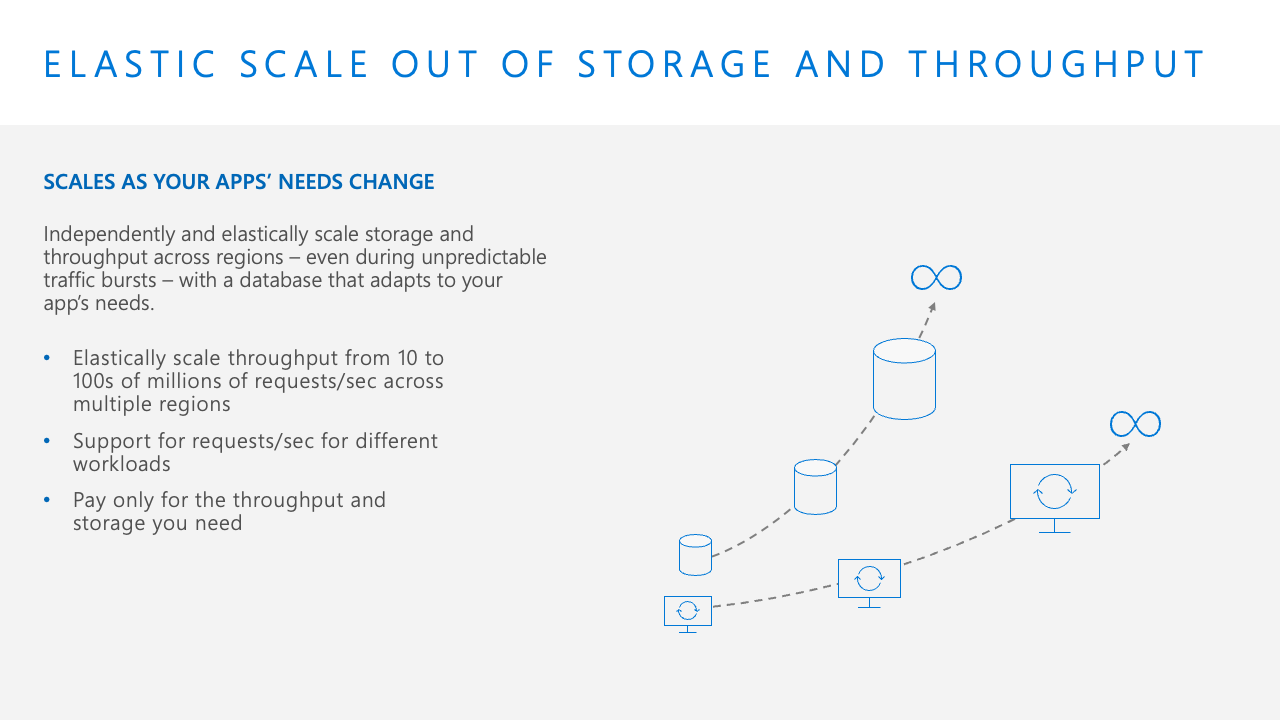 ELASTIC SCALE OUT OF STORAGE AND THROUGHPUT
SCALES AS YOUR APPS’ NEEDS CHANGE
Independently and elastically scale storage and
throughput across regions – even during unpredictable
traffic bursts – with a database that adapts to your
app’s needs.
• Elastically scale throughput from 10 to
100s of millions of requests/sec across
multiple regions
• Support for requests/sec for different
workloads
• Pay only for the throughput and
storage you need